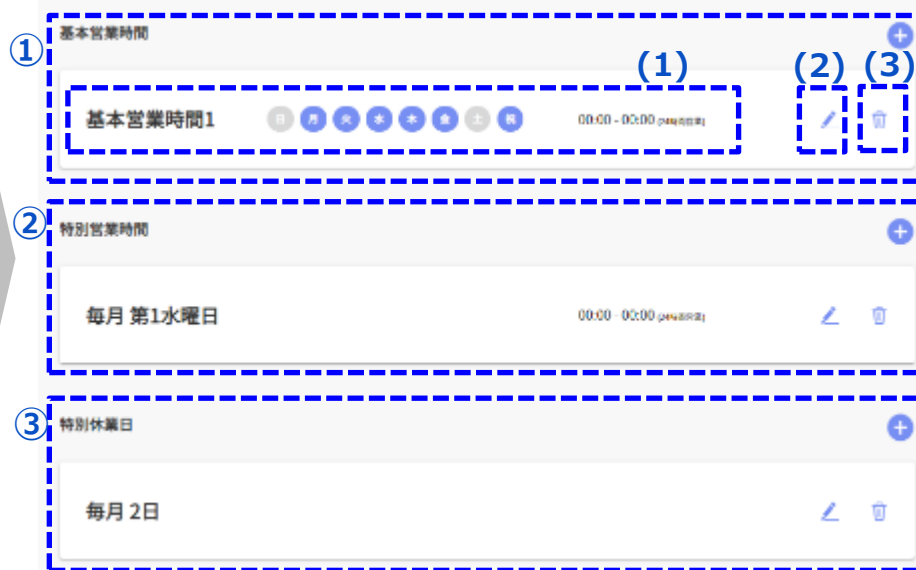 ①
基本営業時間
(1) (2) (3)
基本営業時間1 日 月 火 水 木 金 土 祝 00:00 - 00:00
②
特別営業時間
毎月 第1水曜日 00:00 - 00:00
③
特別休業日
毎月 2日